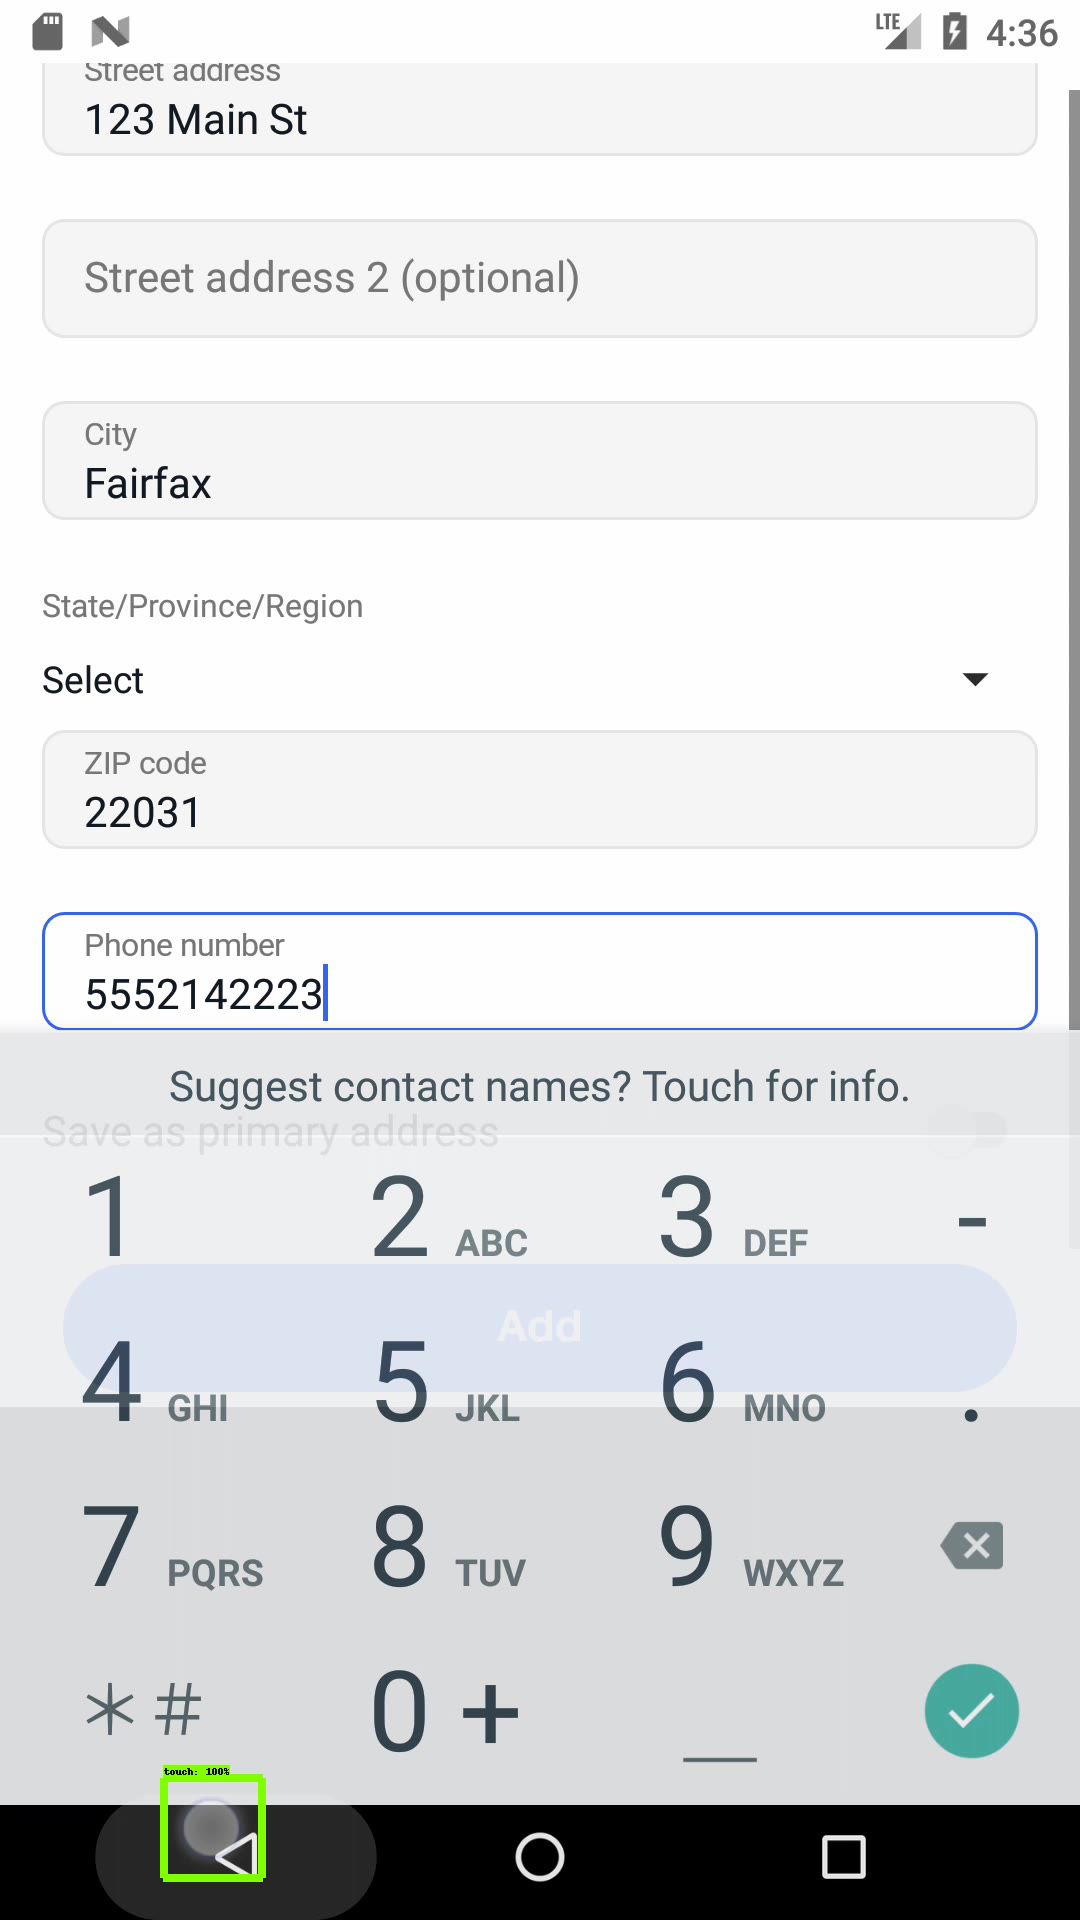 LTE 4:36
Street address
123 Main St
Street address 2 (optional)
City
Fairfax
State/Province/Region
Select
ZIP code
22031
Phone number
5552142223
Suggest contact names? Touch for info.
Save as primary address
1 2 ABC 3 DEF -
Add
4 GHI 5 JKL 6 MNO .
7 PQRS 8 TUV 9 WXYZ
* # 0 + _
touch: 100%